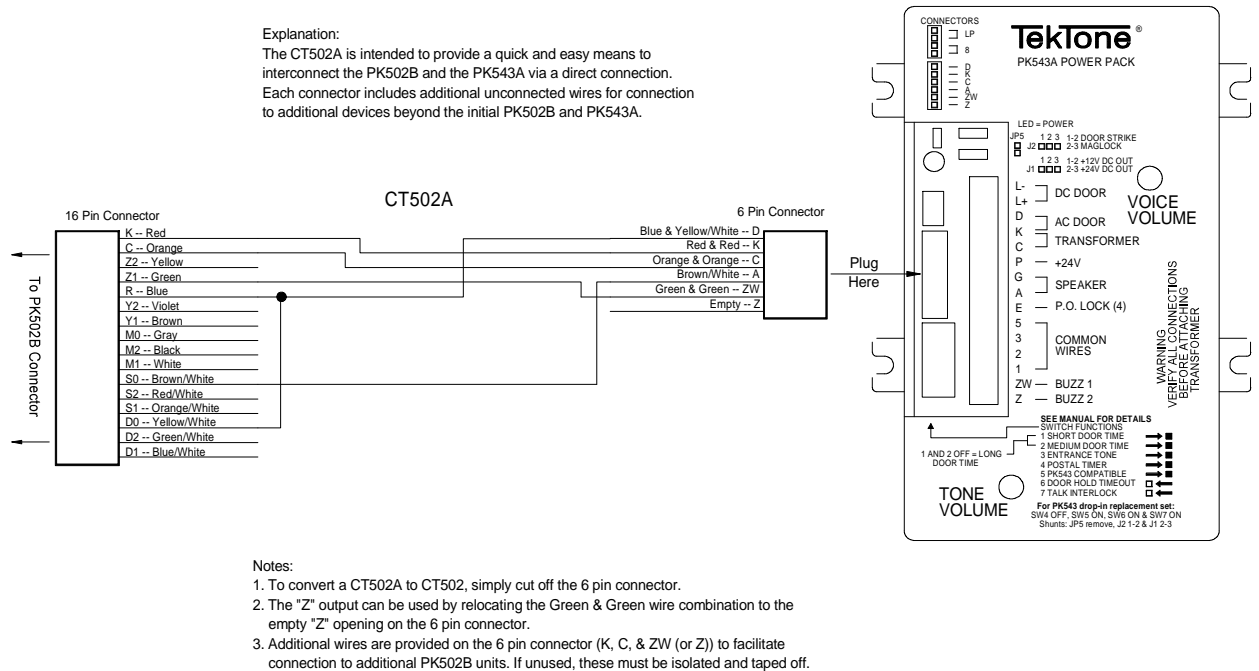 Explanation:
The CT502A is intended to provide a quick and easy means to
interconnect the PK502B and the PK543A via a direct connection.
Each connector includes additional unconnected wires for connection
to additional devices beyond the initial PK502B and PK543A.
CT502A
16 Pin Connector
K -- Red
C -- Orange
Z2 -- Yellow
Z1 -- Green
R -- Blue
Y2 -- Violet
Y1 -- Brown
M0 -- Gray
M2 -- Black
M1 -- White
S0 -- Brown/White
S2 -- Red/White
S1 -- Orange/White
D0 -- Yellow/White
D2 -- Green/White
D1 -- Blue/White
To PK502B Connector
6 Pin Connector
Blue & Yellow/White -- D
Red & Red -- K
Orange & Orange -- C
Brown/White -- A
Green & Green -- ZW
Empty -- Z
Plug
Here
CONNECTORS
LP
8
D
K
C
A
ZW
Z
TekTone ®
PK543A POWER PACK
LED = POWER
JP5
1 2 3 1-2 DOOR STRIKE
J2 2-3 MAGLOCK
1 2 3 1-2 +12V DC OUT
J1 2-3 +24V DC OUT
L-
L+
DC DOOR
D
K
C
AC DOOR
TRANSFORMER
P
+24V
G
A
SPEAKER
E
P.O. LOCK (4)
5
3
2
1
COMMON
WIRES
ZW
BUZZ 1
Z
BUZZ 2
VOICE
VOLUME
WARNING
VERIFY ALL CONNECTIONS
BEFORE ATTACHING
TRANSFORMER
SEE MANUAL FOR DETAILS
SWITCH FUNCTIONS
1 SHORT DOOR TIME
2 MEDIUM DOOR TIME
3 ENTRANCE TONE
4 POSTAL TIMER
5 PK543 COMPATIBLE
6 DOOR HOLD TIMEOUT
7 TALK INTERLOCK
1 AND 2 OFF = LONG
DOOR TIME
TONE
VOLUME
For PK543 drop-in replacement set:
SW4 OFF, SW5 ON, SW6 ON & SW7 ON
Shunts: JP5 remove, J2 1-2 & J1 2-3
Notes:
1. To convert a CT502A to CT502, simply cut off the 6 pin connector.
2. The "Z" output can be used by relocating the Green & Green wire combination to the
empty "Z" opening on the 6 pin connector.
3. Additional wires are provided on the 6 pin connector (K, C, & ZW (or Z)) to facilitate
connection to additional PK502B units. If unused, these must be isolated and taped off.